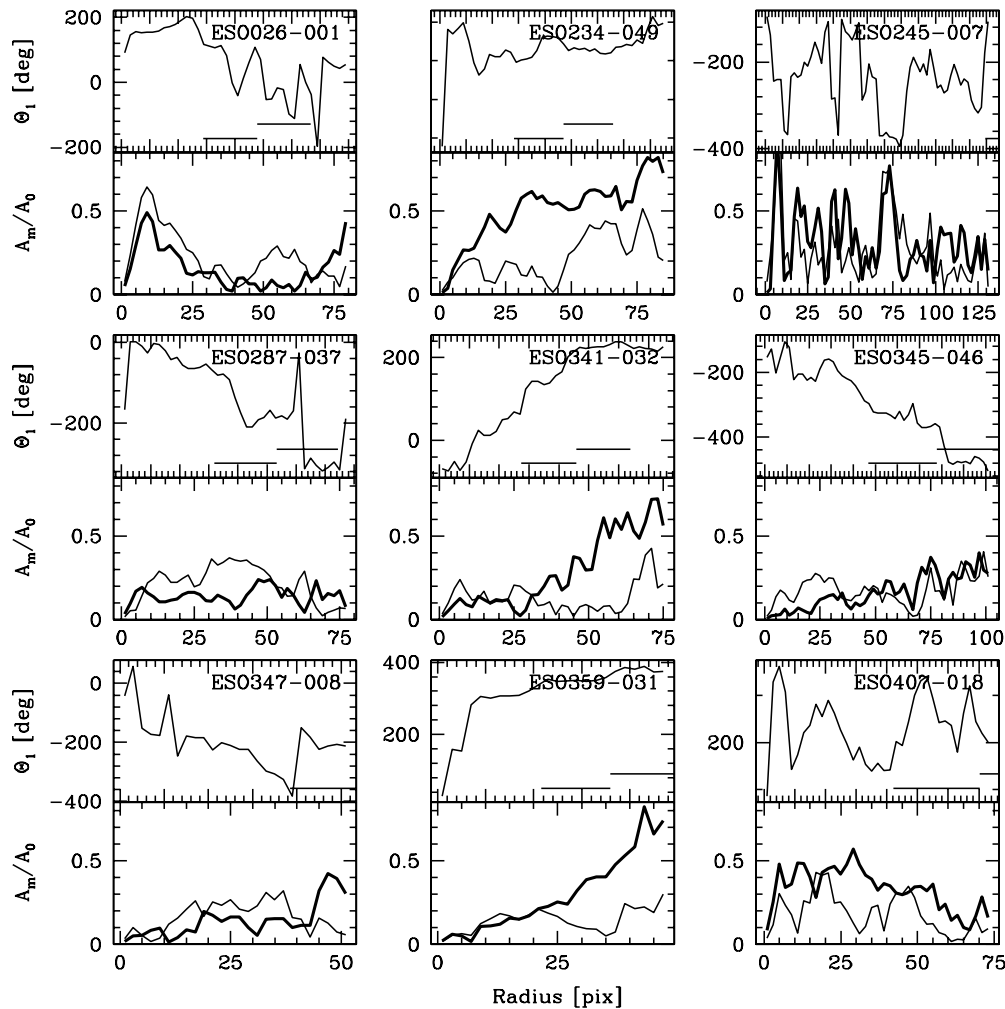 ESO026-001
ESO234-049
ESO245-007
Θ₁ [deg]
200
0
-200
-200
-400
A_m/A_0
0.5
0
0.5
0
0.5
0
0 25 50 75
0 25 50 75
0 25 50 75 100 125
ESO287-037
ESO341-032
ESO345-046
Θ₁ [deg]
0
-200
200
0
-200
-400
A_m/A_0
0.5
0
0.5
0
0.5
0
0 25 50 75
0 25 50 75
0 25 50 75 100
ESO347-008
ESO359-031
ESO407-018
Θ₁ [deg]
0
-200
-400
400
200
200
A_m/A_0
0.5
0
0.5
0
0.5
0
0 25 50
0 25 50
0 25 50 75
Radius [pix]